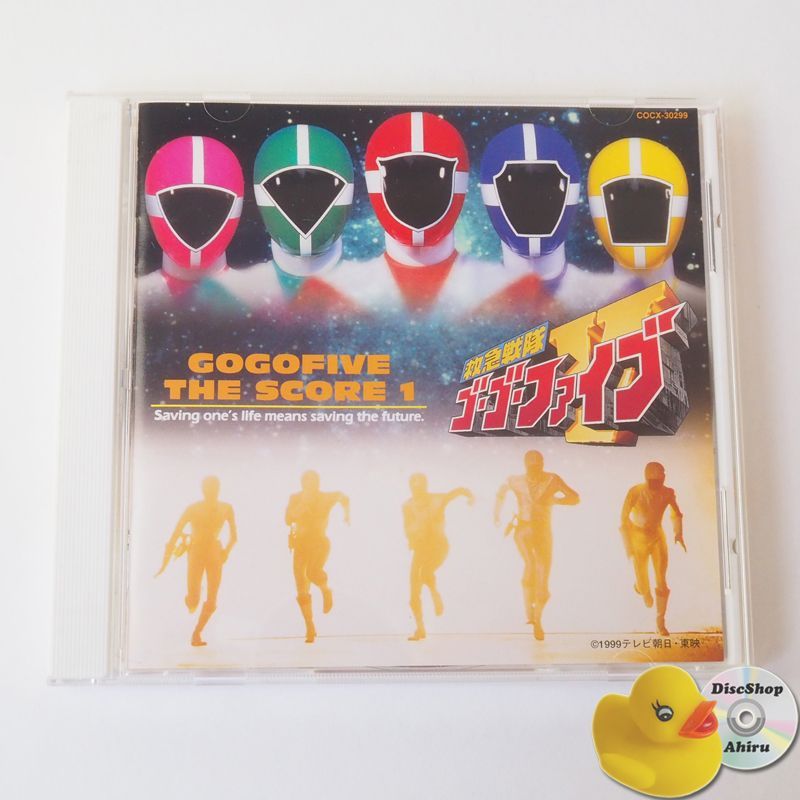 COCX-30299
GOGOFIVE
THE SCORE 1
Saving one's life means saving the future.
救急戦隊
ゴーゴーファイブ
V
©1999テレビ朝日・東映
DiscShop
Ahiru